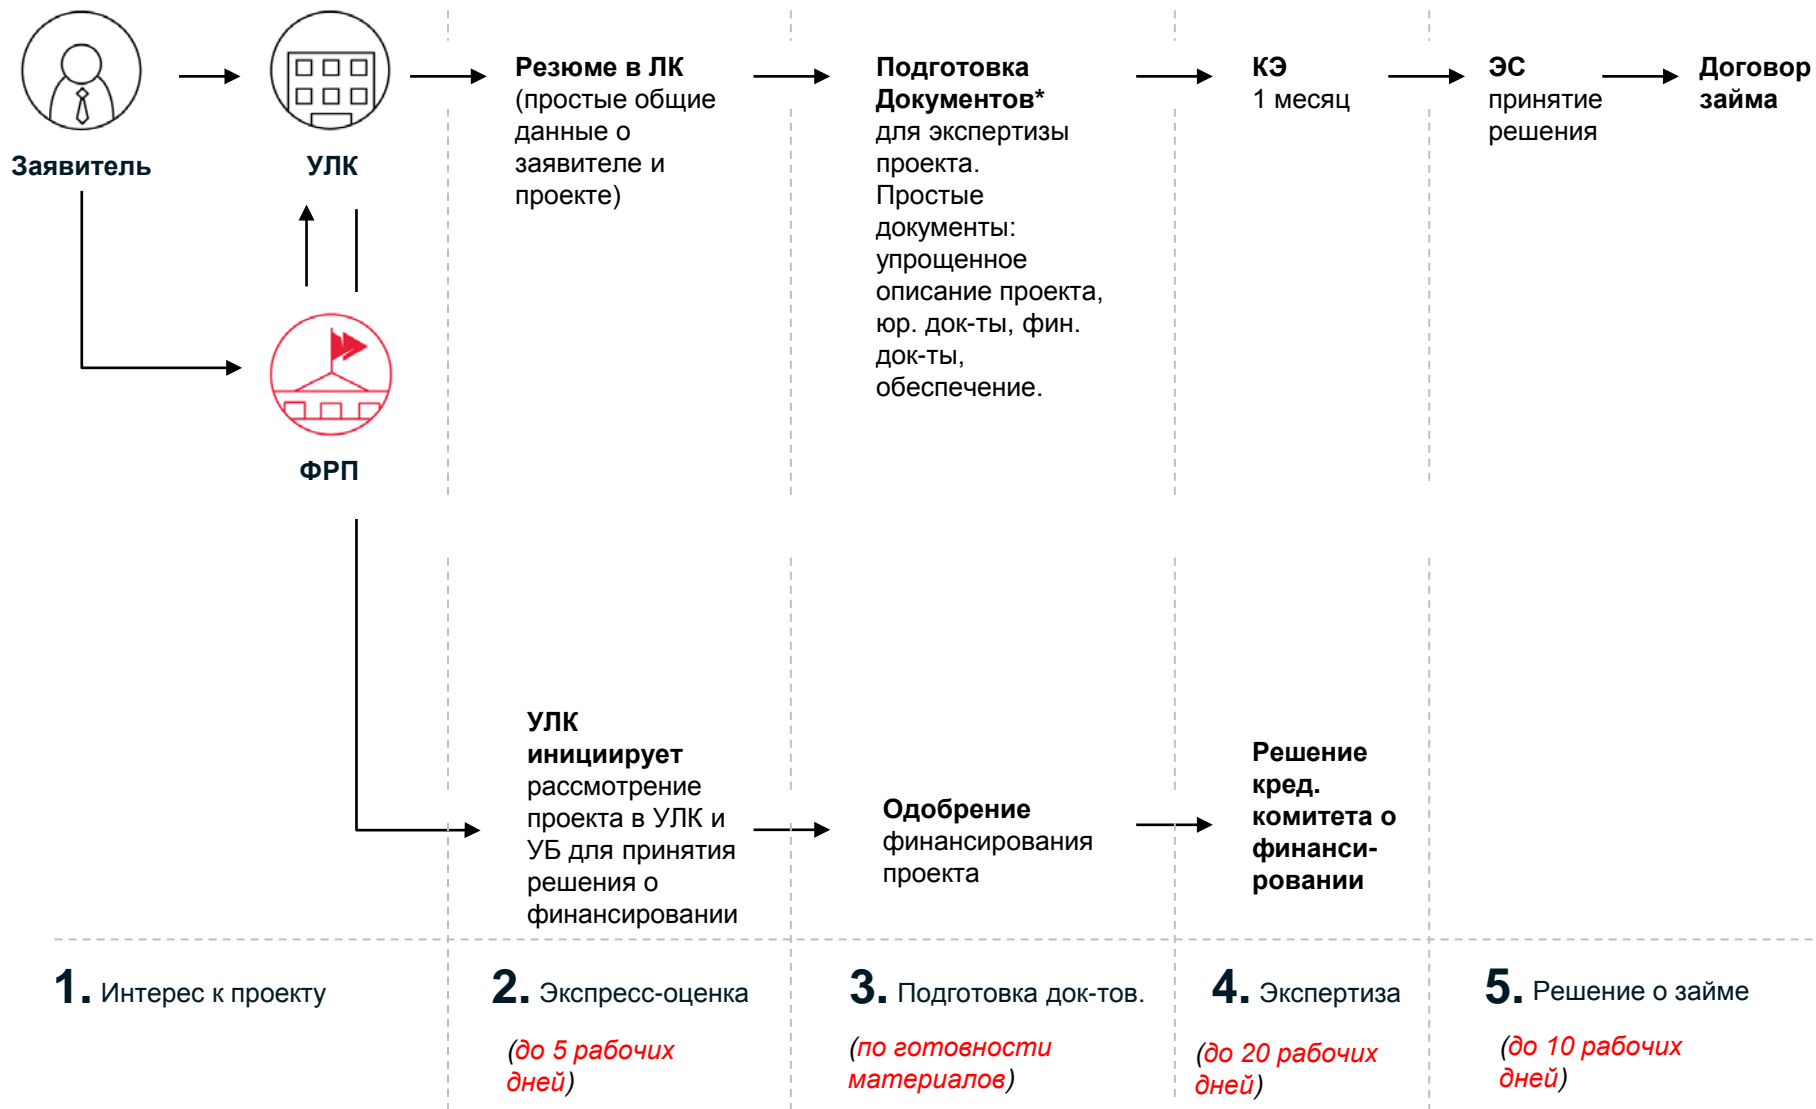 Заявитель
УЛК
ФРП
Резюме в ЛК
(простые общие
данные о
заявителе и
проекте)
Подготовка
Документов*
для экспертизы
проекта.
Простые
документы:
упрощенное
описание проекта,
юр. док-ты, фин.
док-ты,
обеспечение.
КЭ
1 месяц
ЭС
принятие
решения
Договор
займа
УЛК
инициирует
рассмотрение
проекта в УЛК и
УБ для принятия
решения о
финансировании
Одобрение
финансирования
проекта
Решение
кред.
комитета о
финанси-
ровании
1. Интерес к проекту
2. Экспресс-оценка
(до 5 рабочих
дней)
3. Подготовка док-тов.
(по готовности
материалов)
4. Экспертиза
(до 20 рабочих
дней)
5. Решение о займе
(до 10 рабочих
дней)